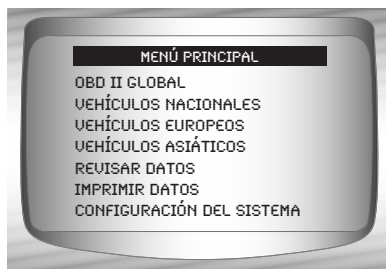 MENÚ PRINCIPAL
OBD II GLOBAL
VEHÍCULOS NACIONALES
VEHÍCULOS EUROPEOS
VEHÍCULOS ASIÁTICOS
REVISAR DATOS
IMPRIMIR DATOS
CONFIGURACIÓN DEL SISTEMA